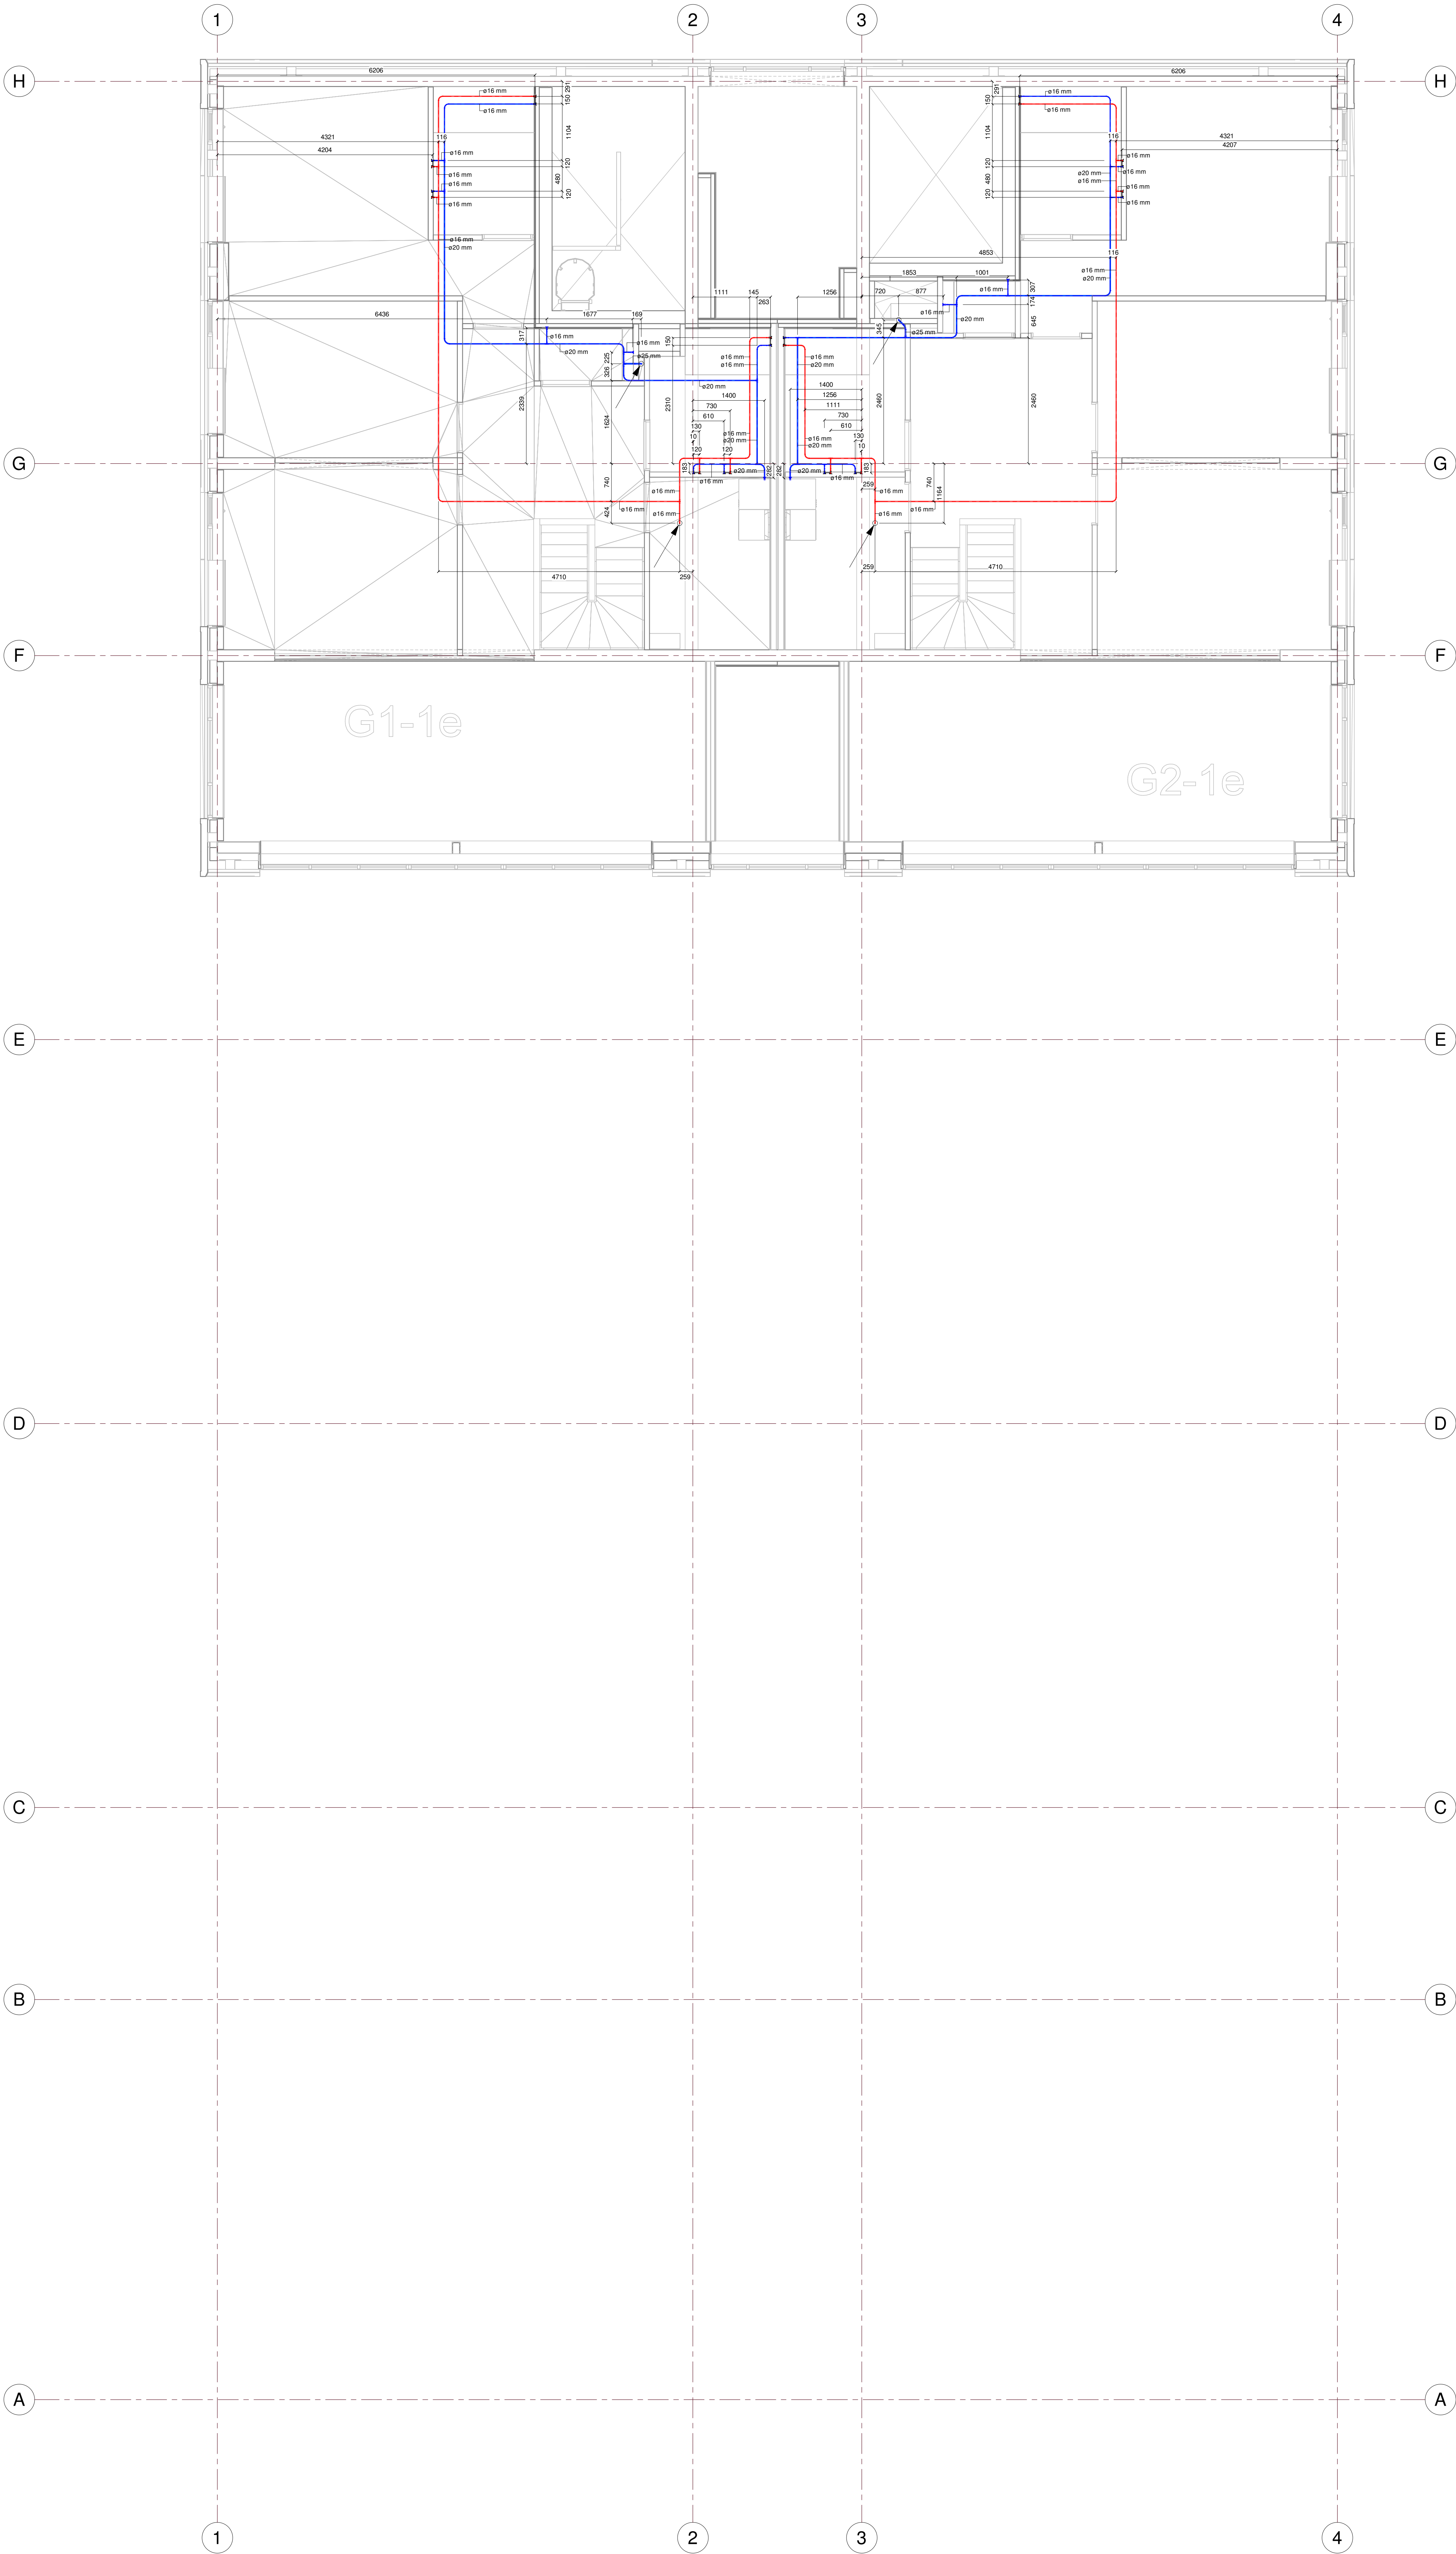 1 2 3 4
H H
6206 6206
ø16 mm 291 291 ø16 mm
ø16 mm 150 150 ø16 mm
4321 116 1104 1104 116 4321
4204 4207
ø16 mm 120 120 ø16 mm
ø16 mm 480 480 ø20 mm ø16 mm
ø16 mm ø16 mm ø16 mm
ø16 mm 120 120 ø16 mm
ø16 mm
ø20 mm
4853 116
1853 1001 ø16 mm
ø20 mm
1111 145 1256 720 877 ø16 mm 307
263 174
ø16 mm
6436 1677 169 ø20 mm 645
317 ø16 mm ø16 mm 150 345 ø25 mm
ø20 mm ø25 mm ø16 mm ø16 mm
225 ø16 mm ø20 mm
326
ø20 mm 1400
2339 1624 2310 1400 1256 2460 2460
730 1111
610 730
130 610
10 ø16 mm ø16 mm 130
ø20 mm ø20 mm 10
120 120
G G
183 ø20 mm 282 282 ø20 mm 183
ø16 mm ø16 mm
740 ø16 mm 259 ø16 mm 740 1164
424 ø16 mm ø16 mm
ø16 mm ø16 mm
4710 259 259 4710
F F
G1-1e
G2-1e
E E
D D
C C
B B
A A
1 2 3 4